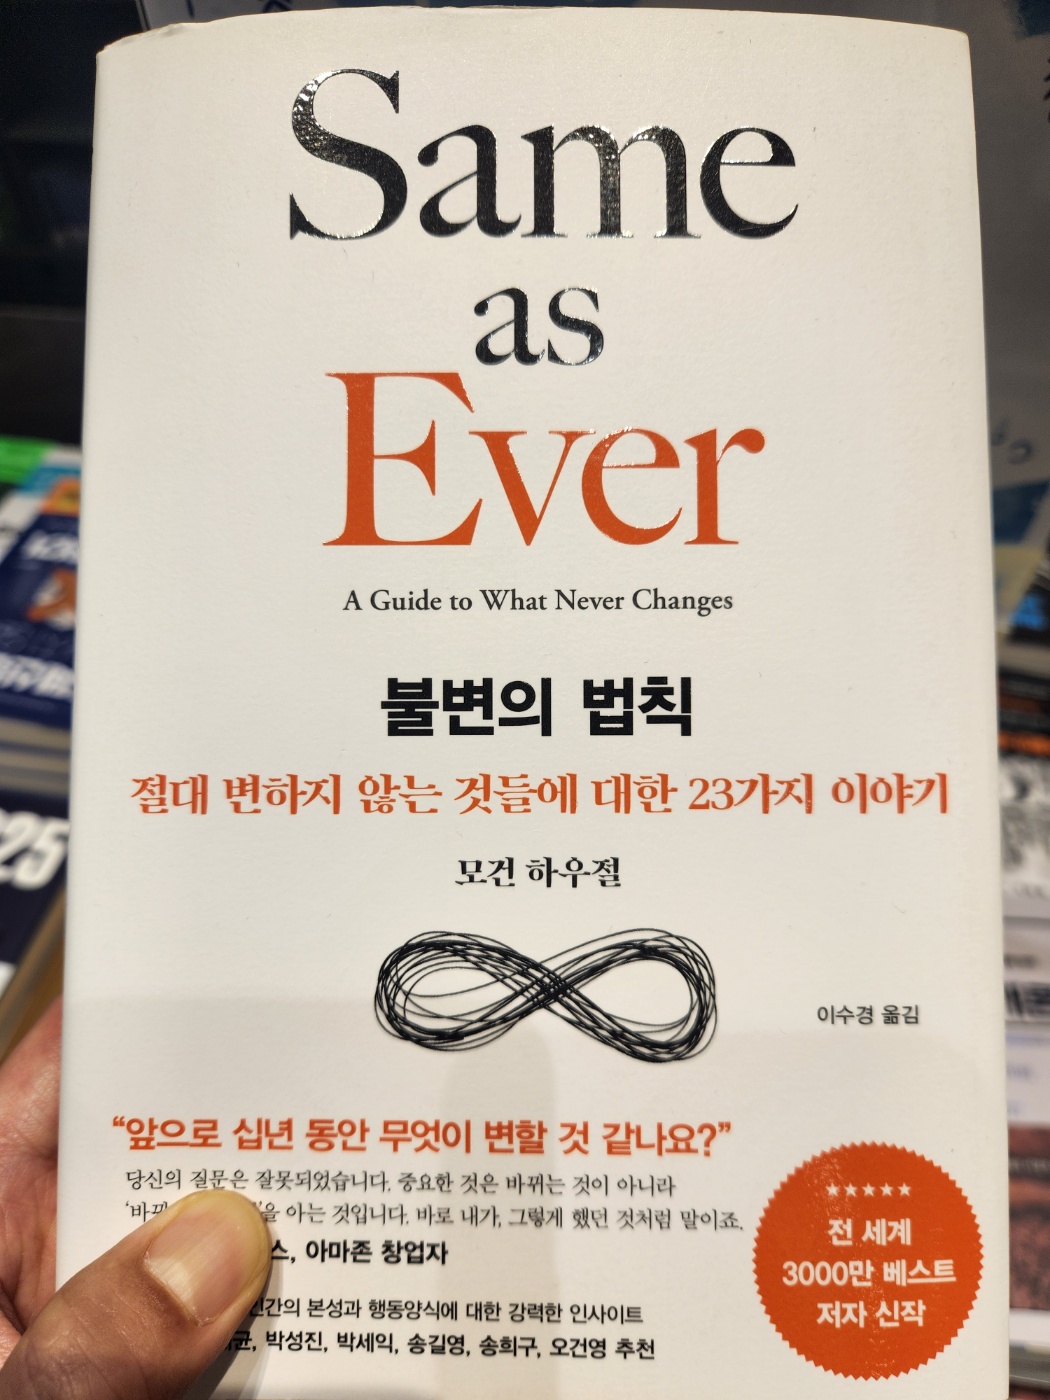 Same
as
Ever
A Guide to What Never Changes
불변의 법칙
절대 변하지 않는 것들에 대한 23가지 이야기
모건 하우절
이수경 옮김
“앞으로 십년 동안 무엇이 변할 것 같나요?”
당신의 질문은 잘못되었습니다. 중요한 것은 바뀌는 것이 아니라
을 아는 것입니다. 바로 내가, 그렇게 했던 것처럼 말이죠.
스, 아마존 창업자
인간의 본성과 행동양식에 대한 강력한 인사이트
균, 박성진, 박세익, 송길영, 송희구, 오건영 추천
★★★★★
전 세계
3000만 베스트
저자 신작
25